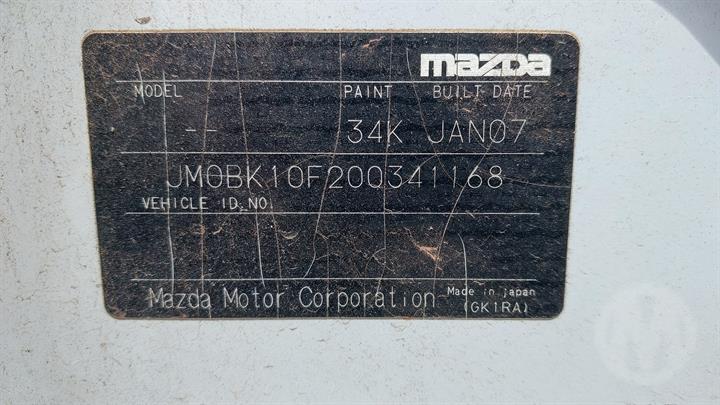 mazda
MODEL PAINT BUILT DATE
-- 34K JAN07
JM0BK10F200341168
VEHICLE ID.NO.
Mazda Motor Corporation Made in Japan
(GK1RA)